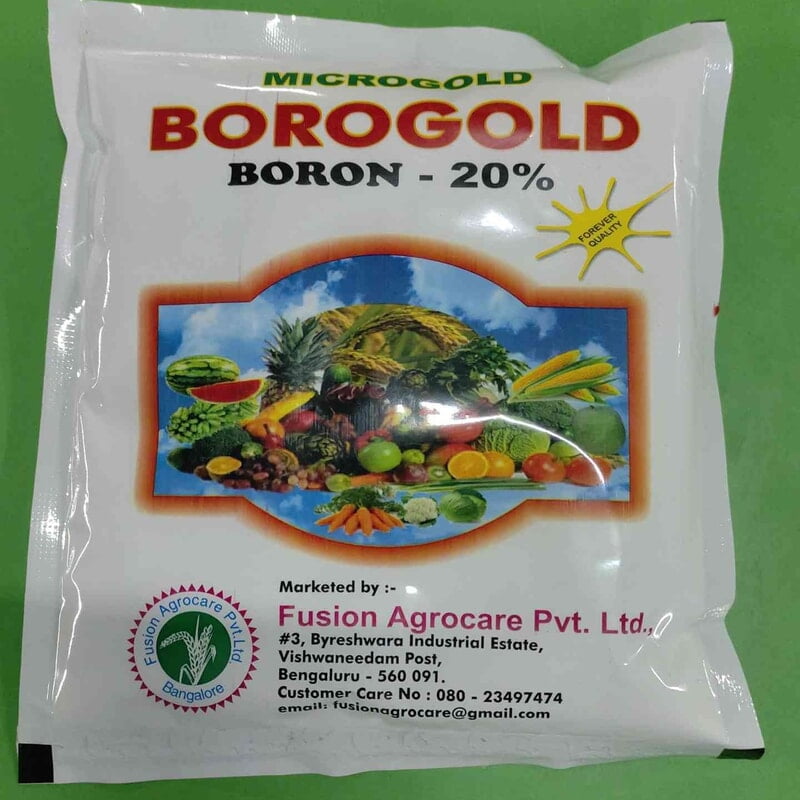 MICROGOLD
BOROGOLD
BORON - 20%
FOREVER
QUALITY
Marketed by :-
Fusion Agrocare Pvt. Ltd.,
#3, Byreshwara Industrial Estate,
Vishwaneedam Post,
Bengaluru - 560 091.
Customer Care No : 080 - 23497474
email: fusionagrocare@gmail.com
Fusion Agrocare Pvt.Ltd
Bangalore